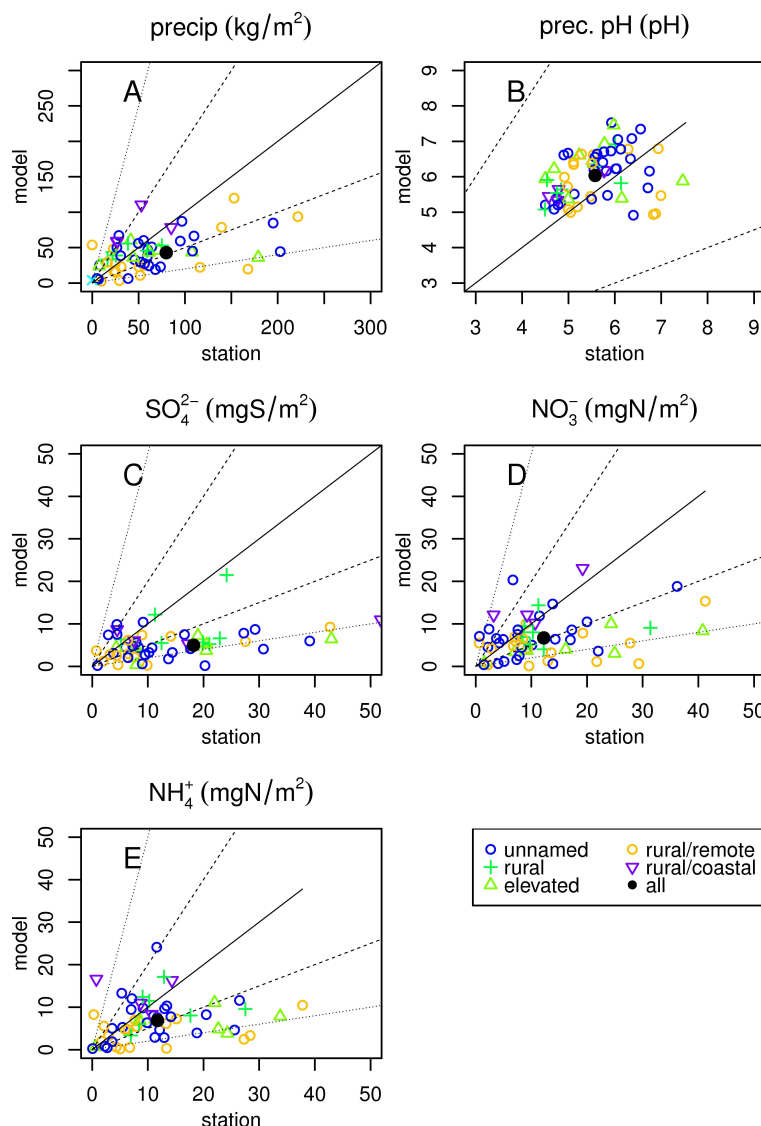 precip (kg/m²)
prec. pH (pH)
A
B
model
model
0 50 100 150 250
3 4 5 6 7 8 9
0 50 100 150 200 300
3 4 5 6 7 8 9
station
station
SO₄²⁻ (mgS/m²)
NO₃⁻ (mgN/m²)
C
D
model
model
0 10 20 30 40 50
0 10 20 30 40 50
0 10 20 30 40 50
0 10 20 30 40 50
station
station
NH₄⁺ (mgN/m²)
E
model
0 10 20 30 40 50
0 10 20 30 40 50
station
unnamed
rural/remote
rural
rural/coastal
elevated
all